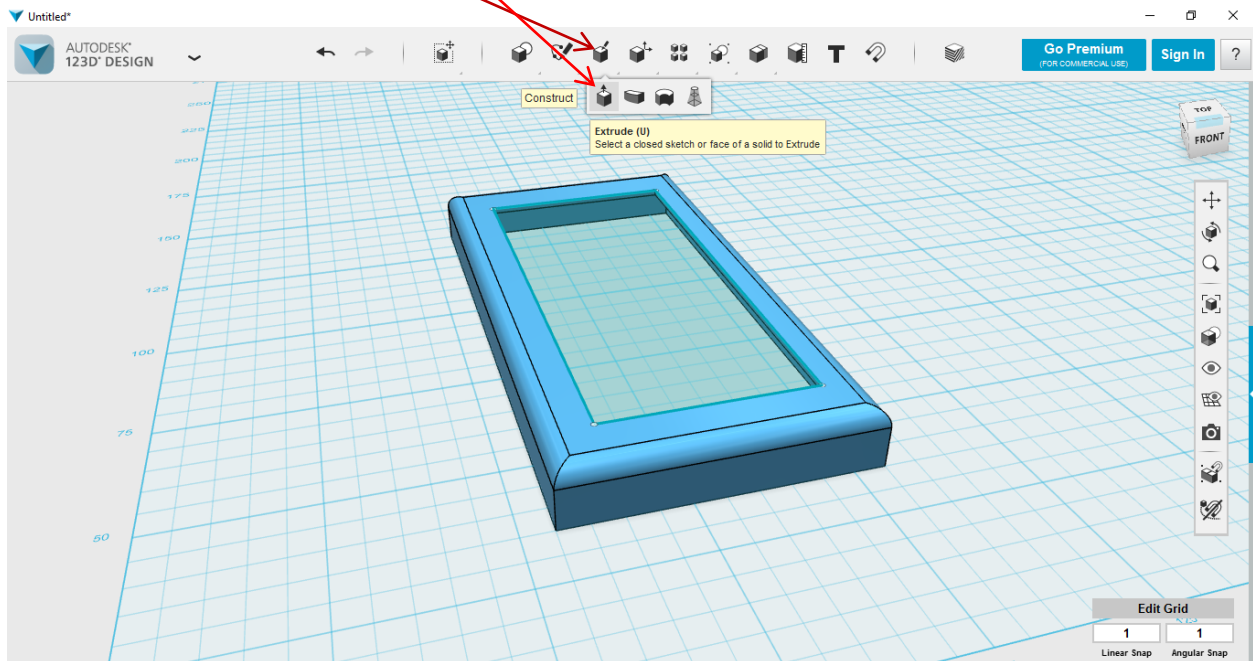 Untitled*
AUTODESK®
123D® DESIGN
T
Go Premium
(FOR COMMERCIAL USE)
Sign In
?
Construct
Extrude (U)
Select a closed sketch or face of a solid to Extrude
TOP
FRONT
250
225
200
175
150
125
100
75
50
Edit Grid
1
1
Linear Snap
Angular Snap